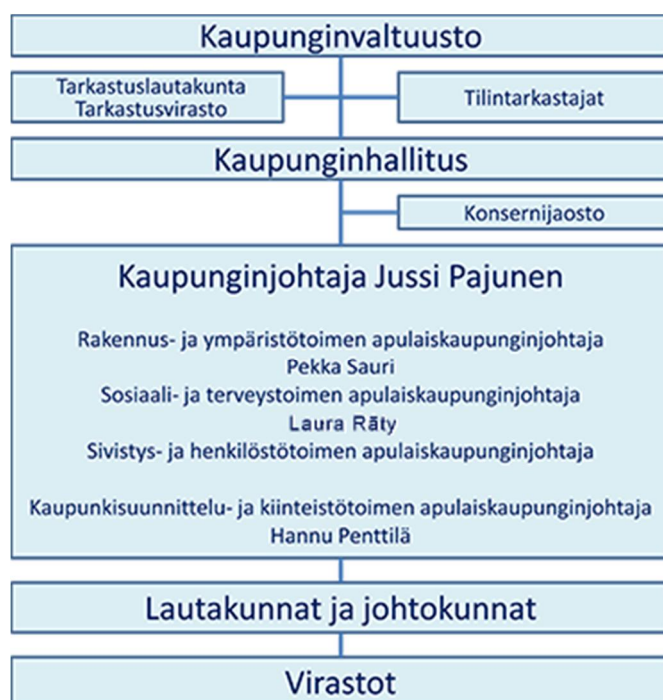 Kaupunginvaltuusto
Tarkastuslautakunta
Tarkastusvirasto
Tilintarkastajat
Kaupunginhallitus
Konsernijaosto
Kaupunginjohtaja Jussi Pajunen
Rakennus- ja ympäristötoimen apulaiskaupunginjohtaja
Pekka Sauri
Sosiaali- ja terveystoimen apulaiskaupunginjohtaja
Laura Räty
Sivistys- ja henkilöstötoimen apulaiskaupunginjohtaja
Kaupunkisuunnittelu- ja kiinteistötoimen apulaiskaupunginjohtaja
Hannu Penttilä
Lautakunnat ja johtokunnat
Virastot